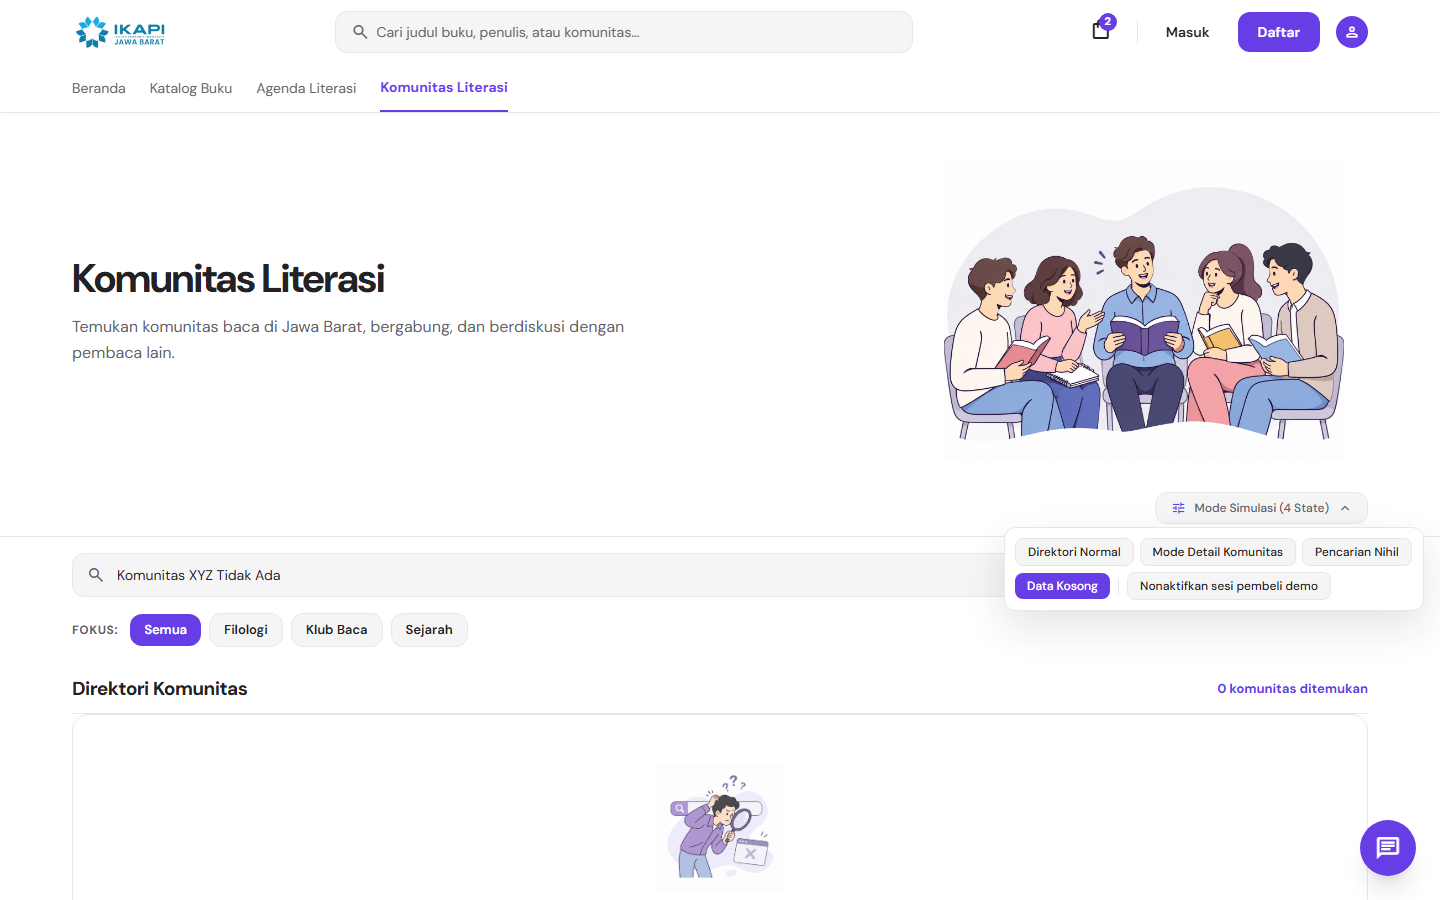 IKAPI
JAWA BARAT
Cari judul buku, penulis, atau komunitas...
2
Masuk
Daftar
Beranda
Katalog Buku
Agenda Literasi
Komunitas Literasi
Komunitas Literasi
Temukan komunitas baca di Jawa Barat, bergabung, dan berdiskusi dengan
pembaca lain.
Mode Simulasi (4 State)
Direktori Normal
Mode Detail Komunitas
Pencarian Nihil
Data Kosong
Nonaktifkan sesi pembeli demo
Komunitas XYZ Tidak Ada
FOKUS:
Semua
Filologi
Klub Baca
Sejarah
Direktori Komunitas
0 komunitas ditemukan
? ? ?